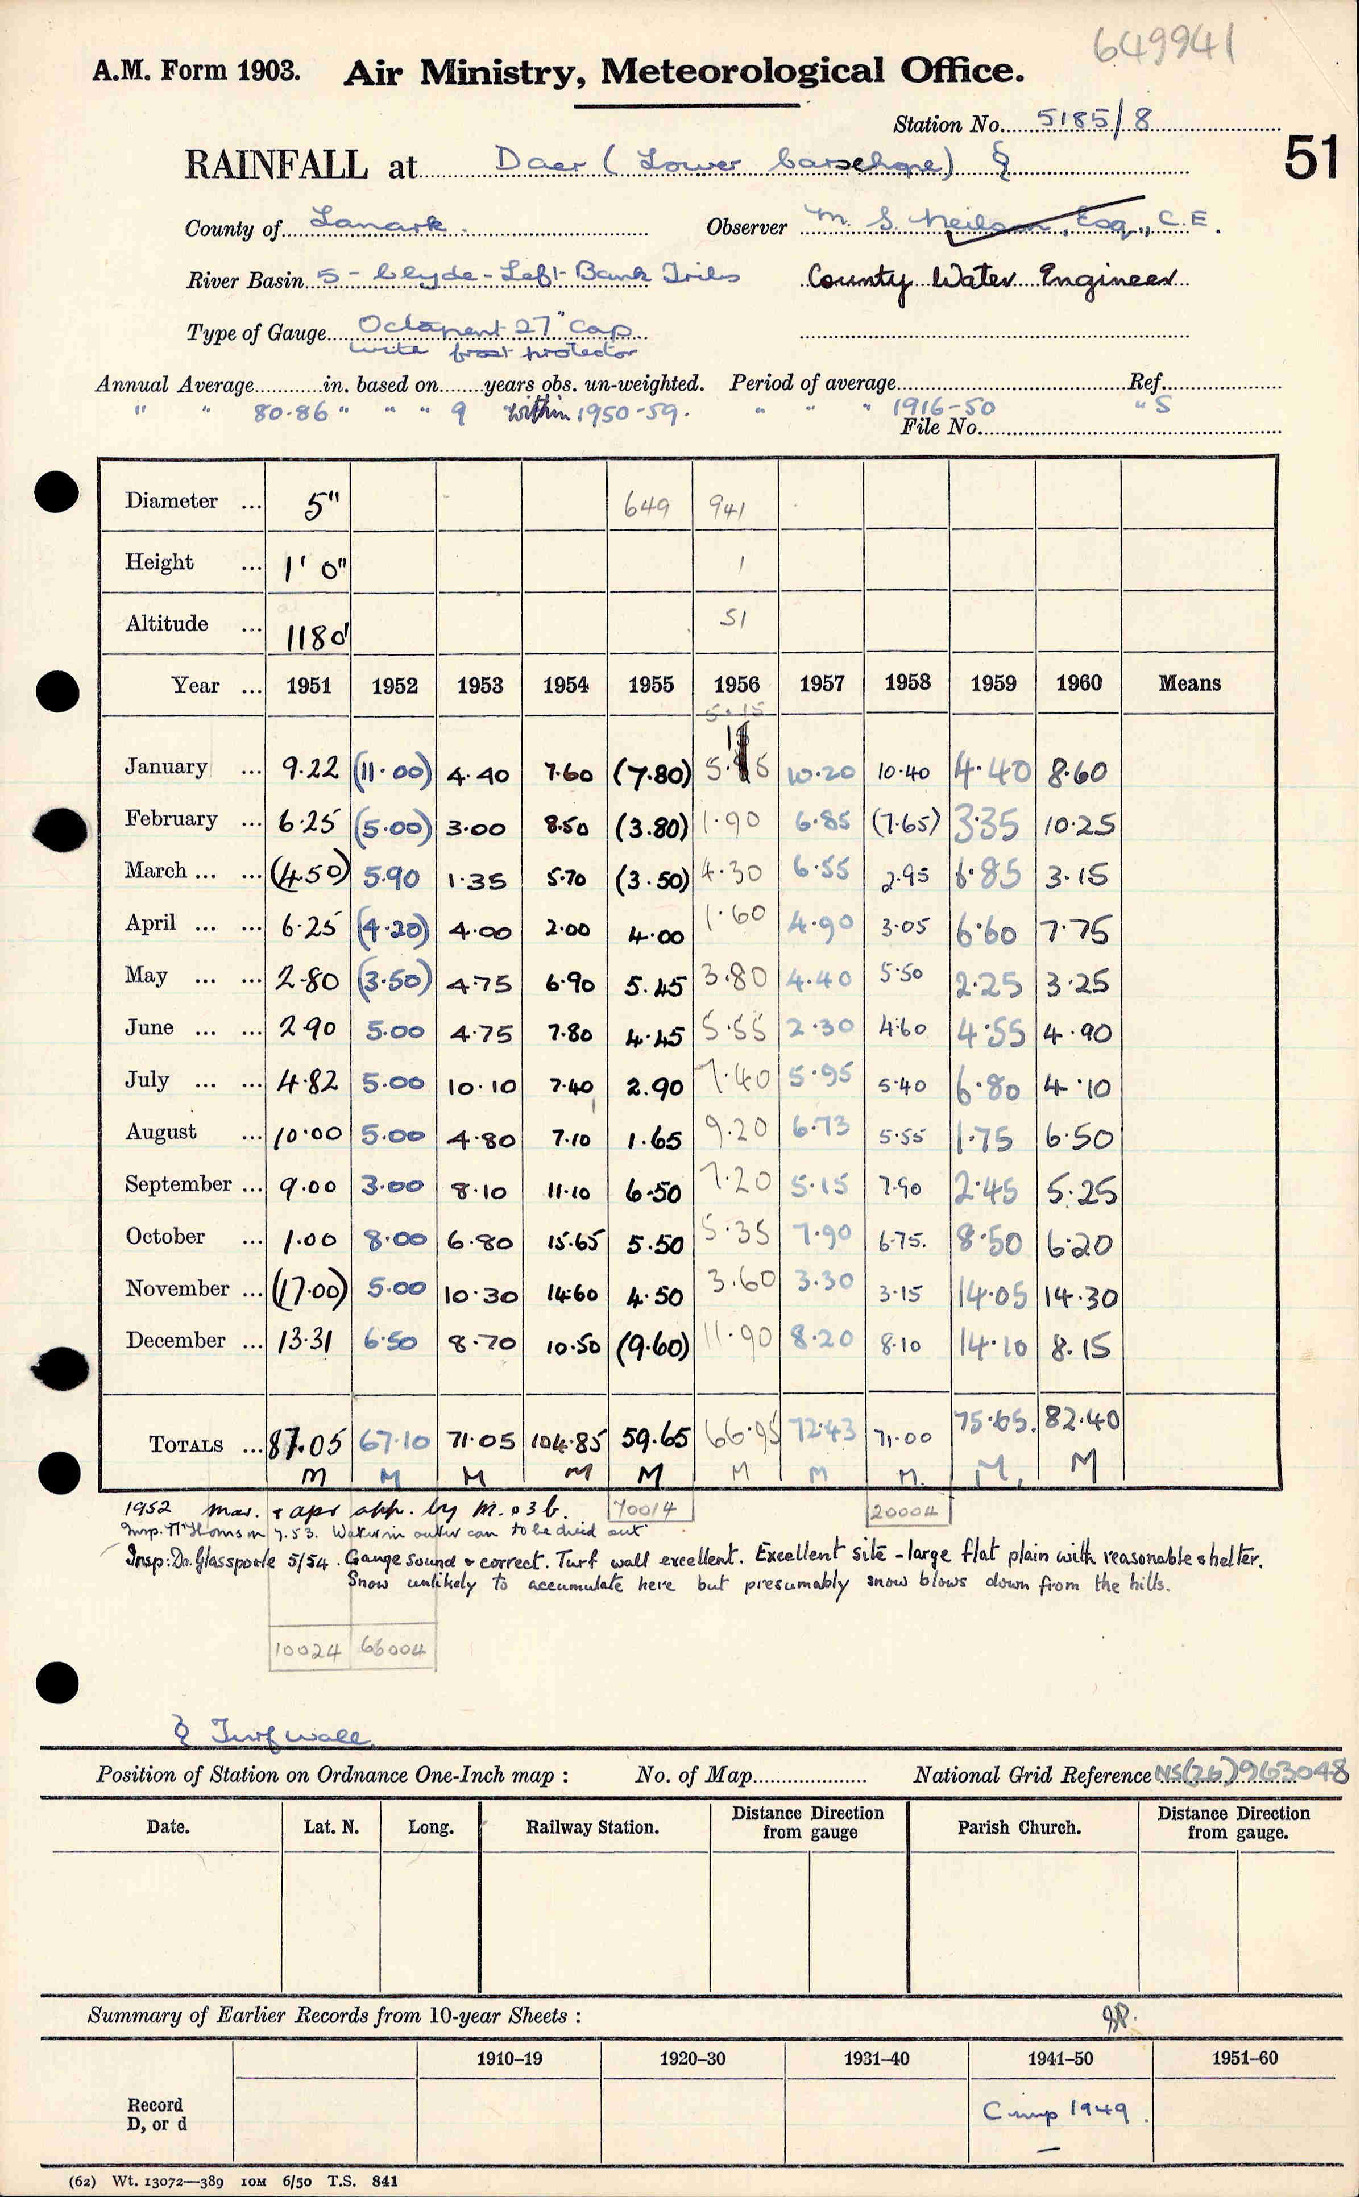 649941
A.M. Form 1903. Air Ministry, Meteorological Office.
Station No. 5185/8
RAINFALL at Daer (Lower Carsehope) § 51
County of Lanark. Observer M. S. Neilson, Esq., C.E.
River Basin 5 - Clyde - Left Bank Tribs County Water Engineer
Type of Gauge Octapent 27" Cap
with frost protector
Annual Average in. based on years obs. un-weighted. Period of average Ref.
" " 80.86 " " " 9 within 1950-59. " " " 1916-50 " S
File No.
Diameter ... 5" 649 941
Height ... 1' 0" 1
Altitude ... 1180' 51
Year ... 1951 1952 1953 1954 1955 1956 1957 1958 1959 1960 Means
5.15
January ... 9.22 (11.00) 4.40 7.60 (7.80) 5.15 10.20 10.40 4.40 8.60
February ... 6.25 (5.00) 3.00 8.50 (3.80) 1.90 6.85 (7.65) 3.35 10.25
March ... ... (4.50) 5.90 1.35 5.70 (3.50) 4.30 6.55 2.95 6.85 3.15
April ... ... 6.25 (4.20) 4.00 2.00 4.00 1.60 4.90 3.05 6.60 7.75
May ... ... 2.80 (3.50) 4.75 6.90 5.45 3.80 4.40 5.50 2.25 3.25
June ... ... 2.90 5.00 4.75 7.80 4.45 5.55 2.30 4.60 4.55 4.90
July ... ... 4.82 5.00 10.10 7.40 2.90 7.40 5.95 5.40 6.80 4.10
August ... 10.00 5.00 4.80 7.10 1.65 9.20 6.73 5.55 1.75 6.50
September ... 9.00 3.00 8.10 11.10 6.50 7.20 5.15 7.90 2.45 5.25
October ... 1.00 8.00 6.80 15.65 5.50 5.35 7.90 6.75. 8.50 6.20
November ... (17.00) 5.00 10.30 14.60 4.50 3.60 3.30 3.15 14.05 14.30
December ... 13.31 6.50 8.70 10.50 (9.60) 11.90 8.20 8.10 14.10 8.15
TOTALS ... 87.05 67.10 71.05 104.85 59.65 66.95 72.43 71.00 75.65. 82.40
M M M M M M M M. M. M
1952 Mar. & apr app. by M.O 3b. 70014 20004
Insp. 7.53. Water in outer can to be dried out
Insp: Dr. Glasspoole 5/54. Gauge sound & correct. Turf wall excellent. Excellent site - large flat plain with reasonable shelter.
Snow unlikely to accumulate here but presumably snow blows down from the hills.
10024 66004
§ Turf wall
Position of Station on Ordnance One-Inch map : No. of Map National Grid Reference NS(26)963048
Date. Lat. N. Long. Railway Station. Distance from gauge Direction Parish Church. Distance from gauge. Direction
Summary of Earlier Records from 10-year Sheets :
1910–19 1920–30 1931–40 1941–50 1951–60
Record
D, or d
Cmp 1949
(62) Wt. 13072—389 10M 6/50 T.S. 841